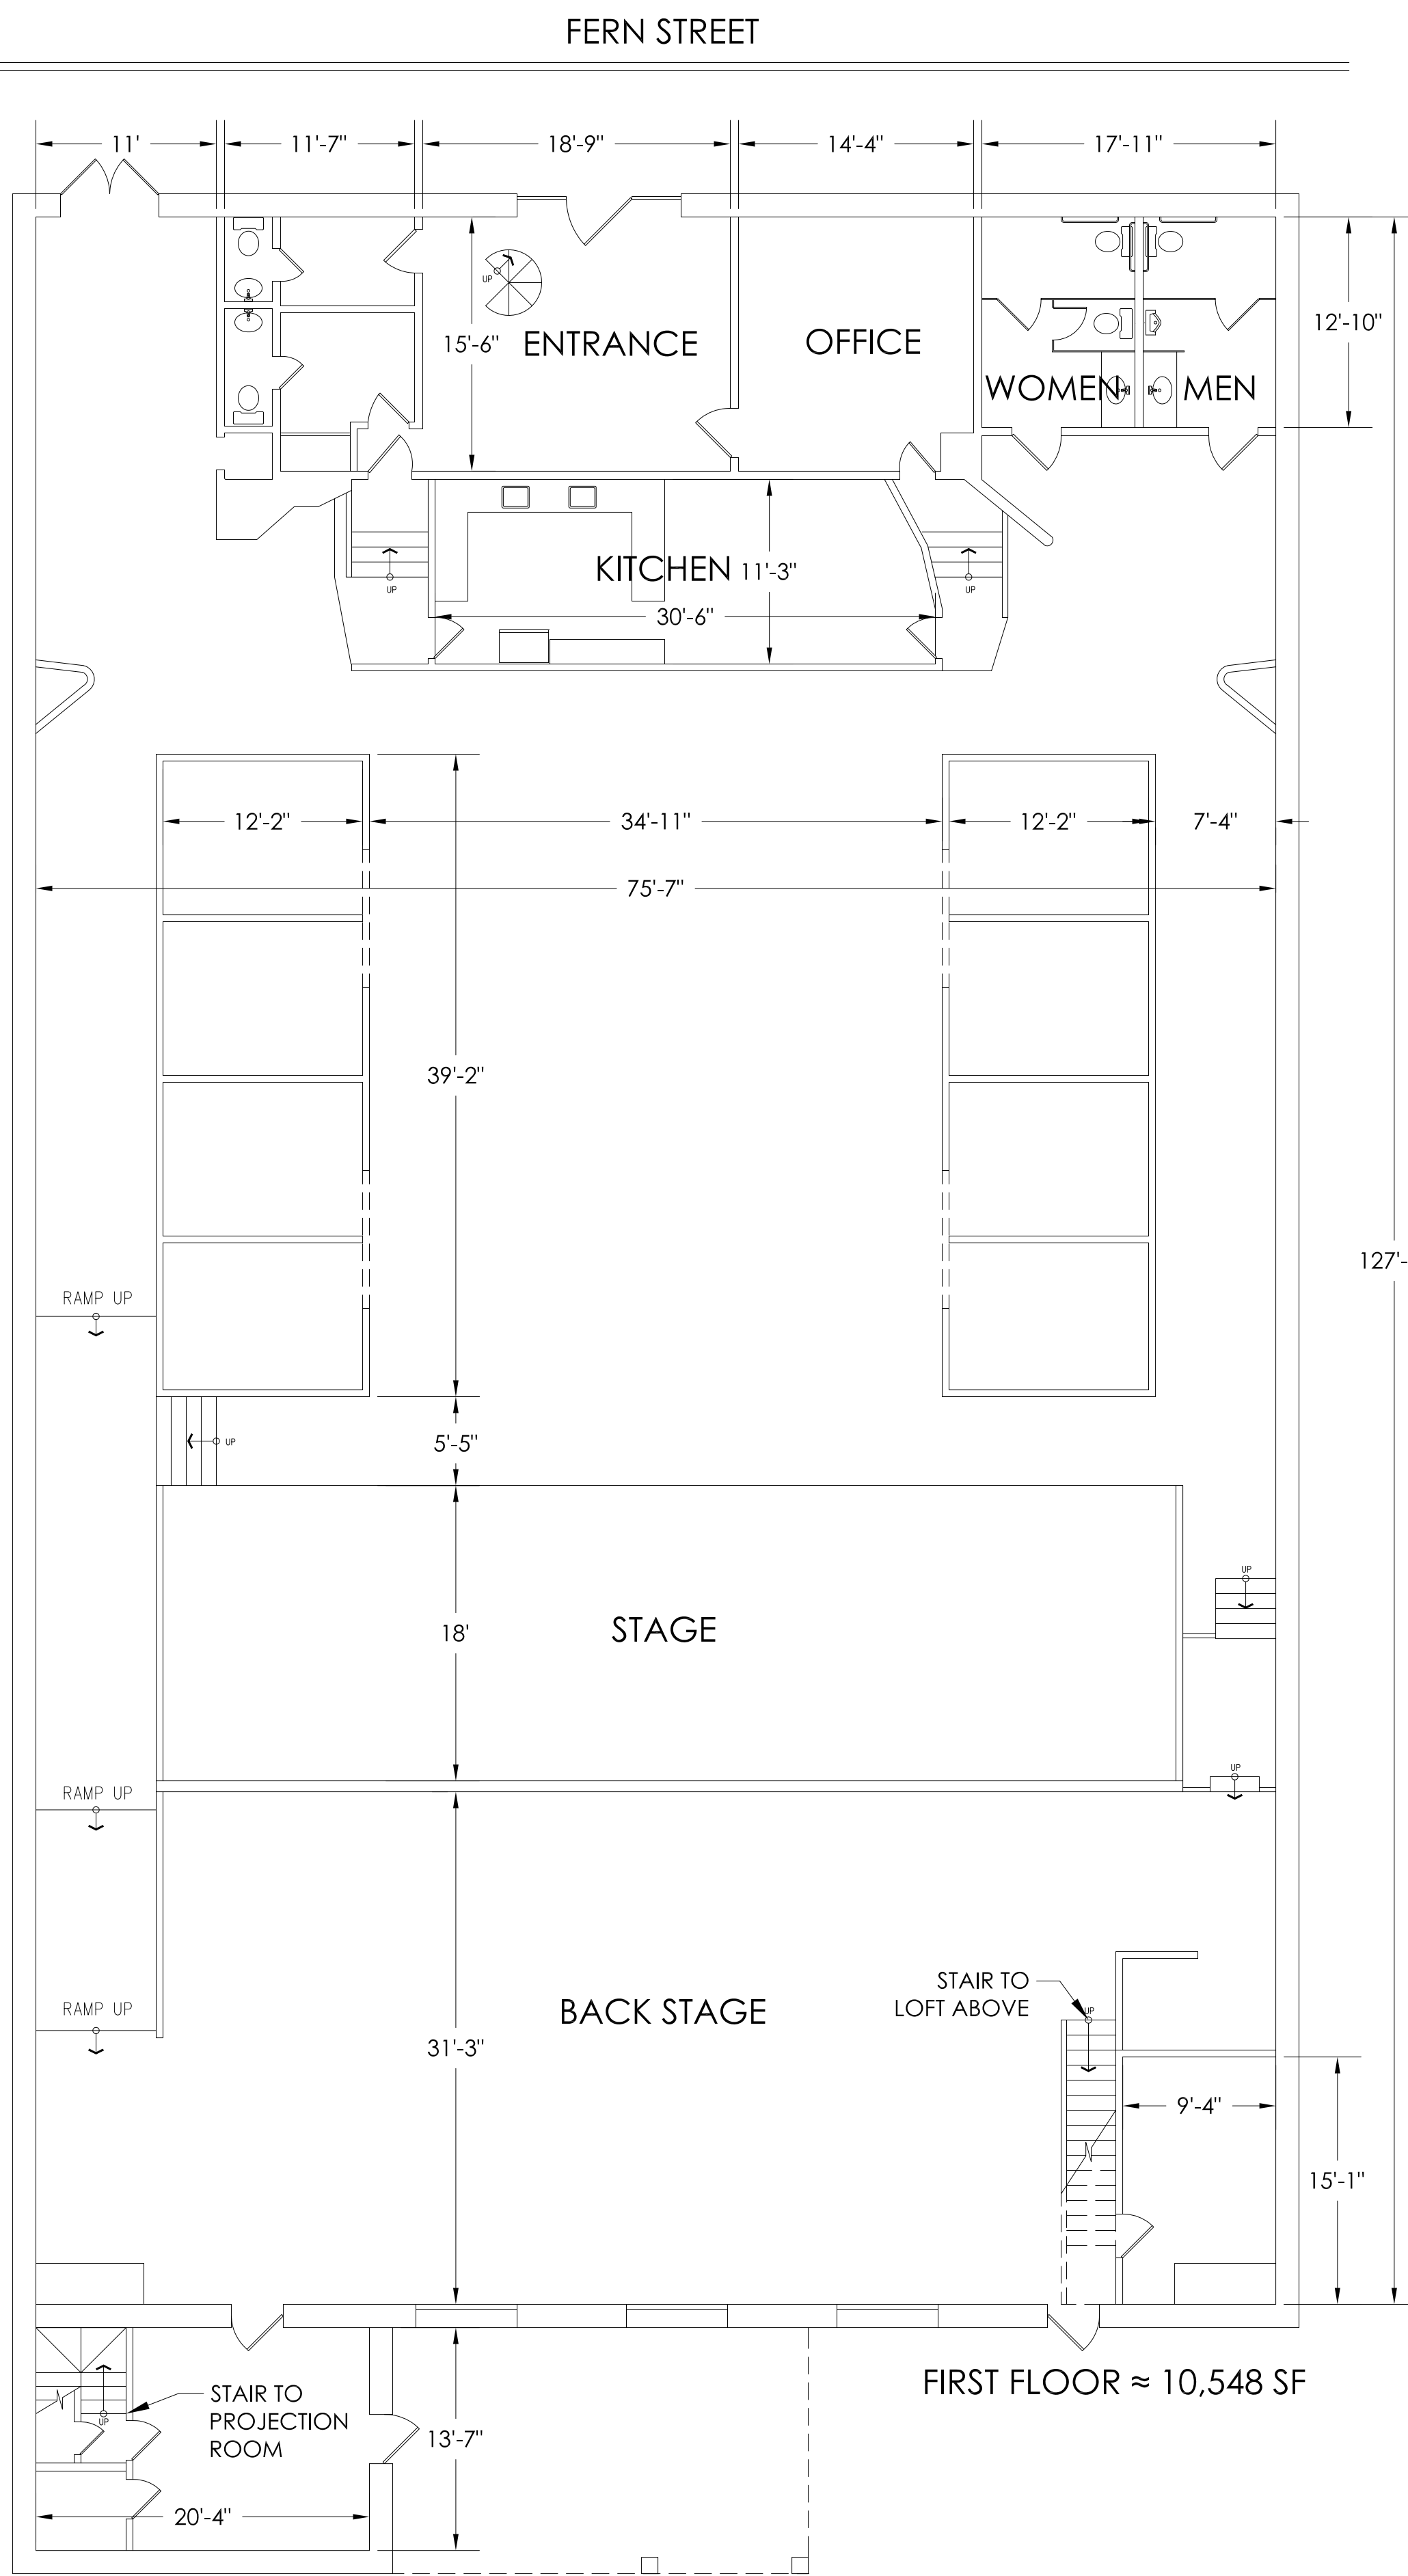 FERN STREET
11'
11'-7"
18'-9"
14'-4"
17'-11"
UP
15'-6"
ENTRANCE
OFFICE
12'-10"
WOMEN
MEN
KITCHEN
11'-3"
UP
UP
30'-6"
12'-2"
34'-11"
12'-2"
7'-4"
75'-7"
39'-2"
127'-
RAMP UP
UP
5'-5"
UP
18'
STAGE
UP
RAMP UP
STAIR TO
LOFT ABOVE
UP
RAMP UP
BACK STAGE
31'-3"
9'-4"
15'-1"
FIRST FLOOR ≈ 10,548 SF
STAIR TO
PROJECTION
ROOM
UP
13'-7"
20'-4"